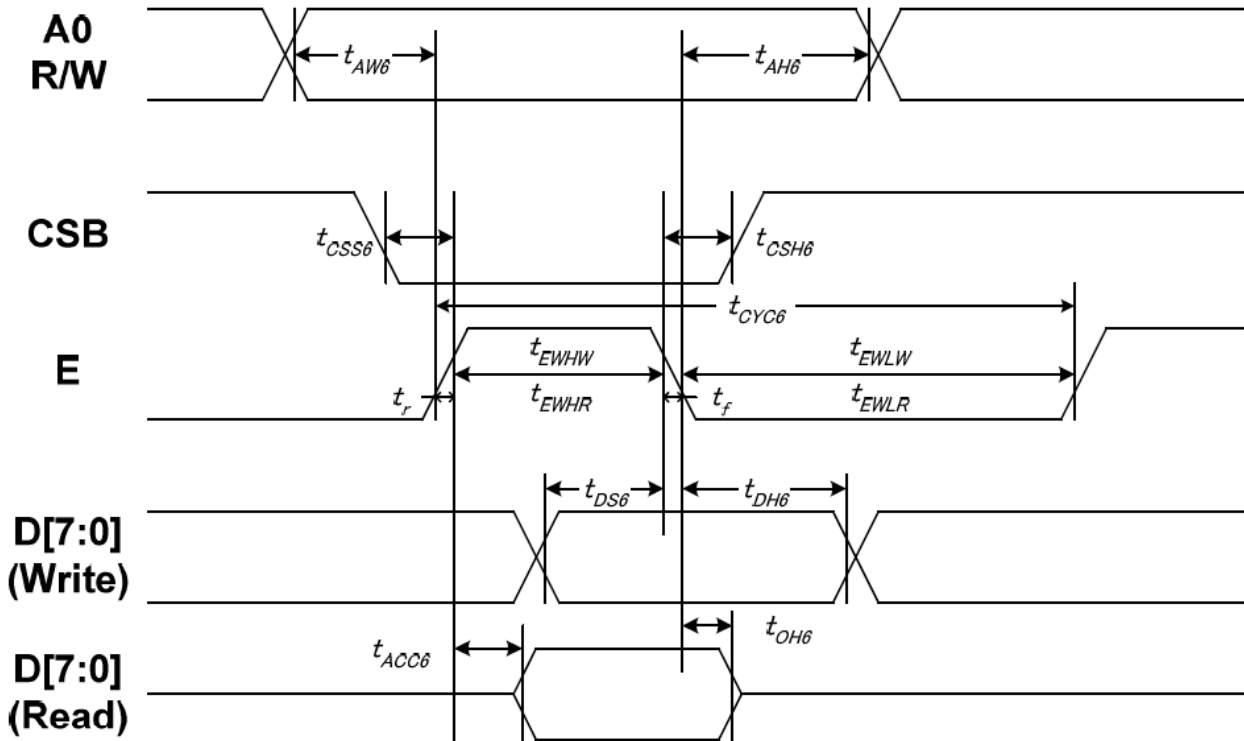 A0
R/W
tAW6
tAH6
CSB
tCSS6
tCSH6
tCYC6
E
tEWHW
tEWLW
tr
tEWHR
tf
tEWLR
D[7:0]
(Write)
tDS6
tDH6
D[7:0]
(Read)
tACC6
tOH6